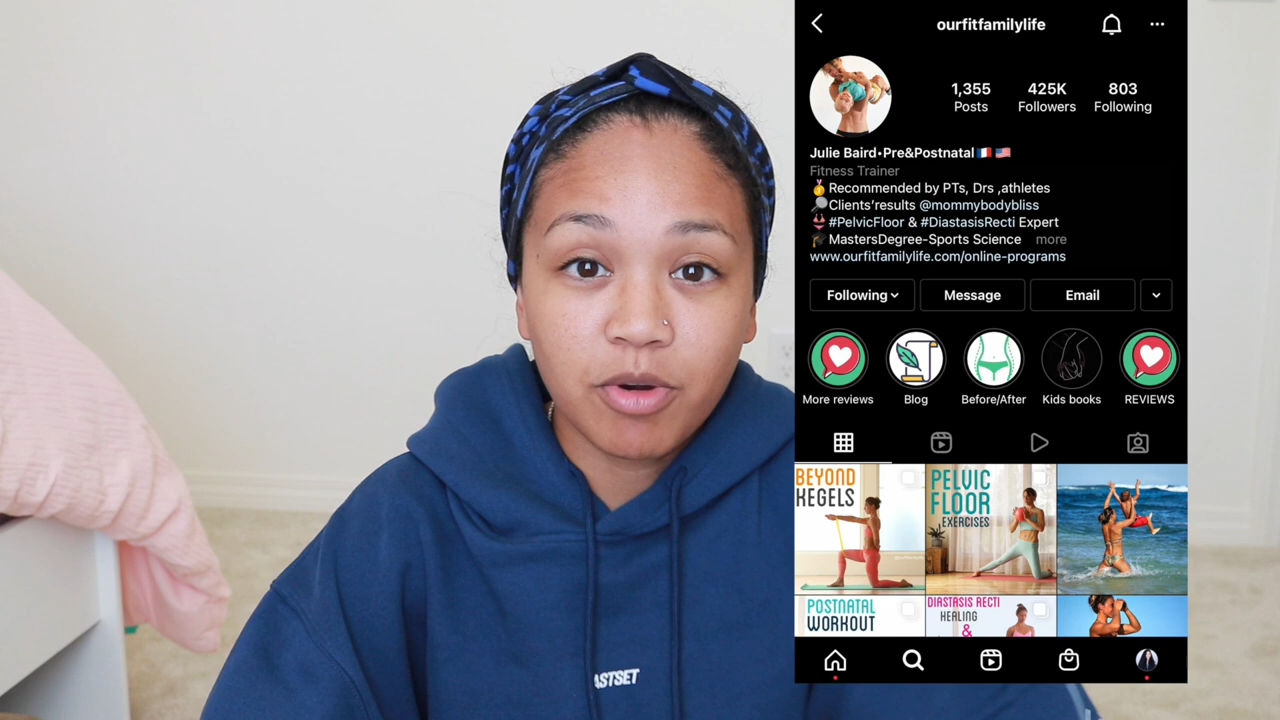 ourfitfamilylife
1,355 425K 803
Posts Followers Following
Julie Baird•Pre&Postnatal🇫🇷🇺🇸
Fitness Trainer
🥇Recommended by PTs, Drs ,athletes
🔎Clients'results @mommybodybliss
👙#PelvicFloor & #DiastasisRecti Expert
🎓MastersDegree-Sports Science more
www.ourfitfamilylife.com/online-programs
Following Message Email
More reviews Blog Before/After Kids books REVIEWS
BEYOND
KEGELS
PELVIC
FLOOR
EXERCISES
POSTNATAL
WORKOUT
DIASTASIS RECTI
HEALING
&
ASTSET